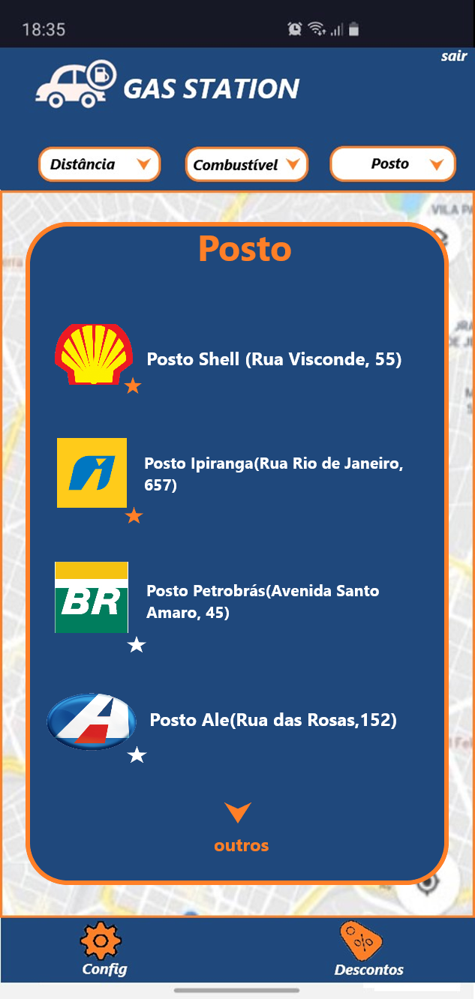 18:35
sair
GAS STATION
Distância
Combustível
Posto
VILA
Posto
Posto Shell (Rua Visconde, 55)
Posto Ipiranga(Rua Rio de Janeiro,
657)
BR
Posto Petrobrás(Avenida Santo
Amaro, 45)
Posto Ale(Rua das Rosas,152)
outros
Config
%
Descontos